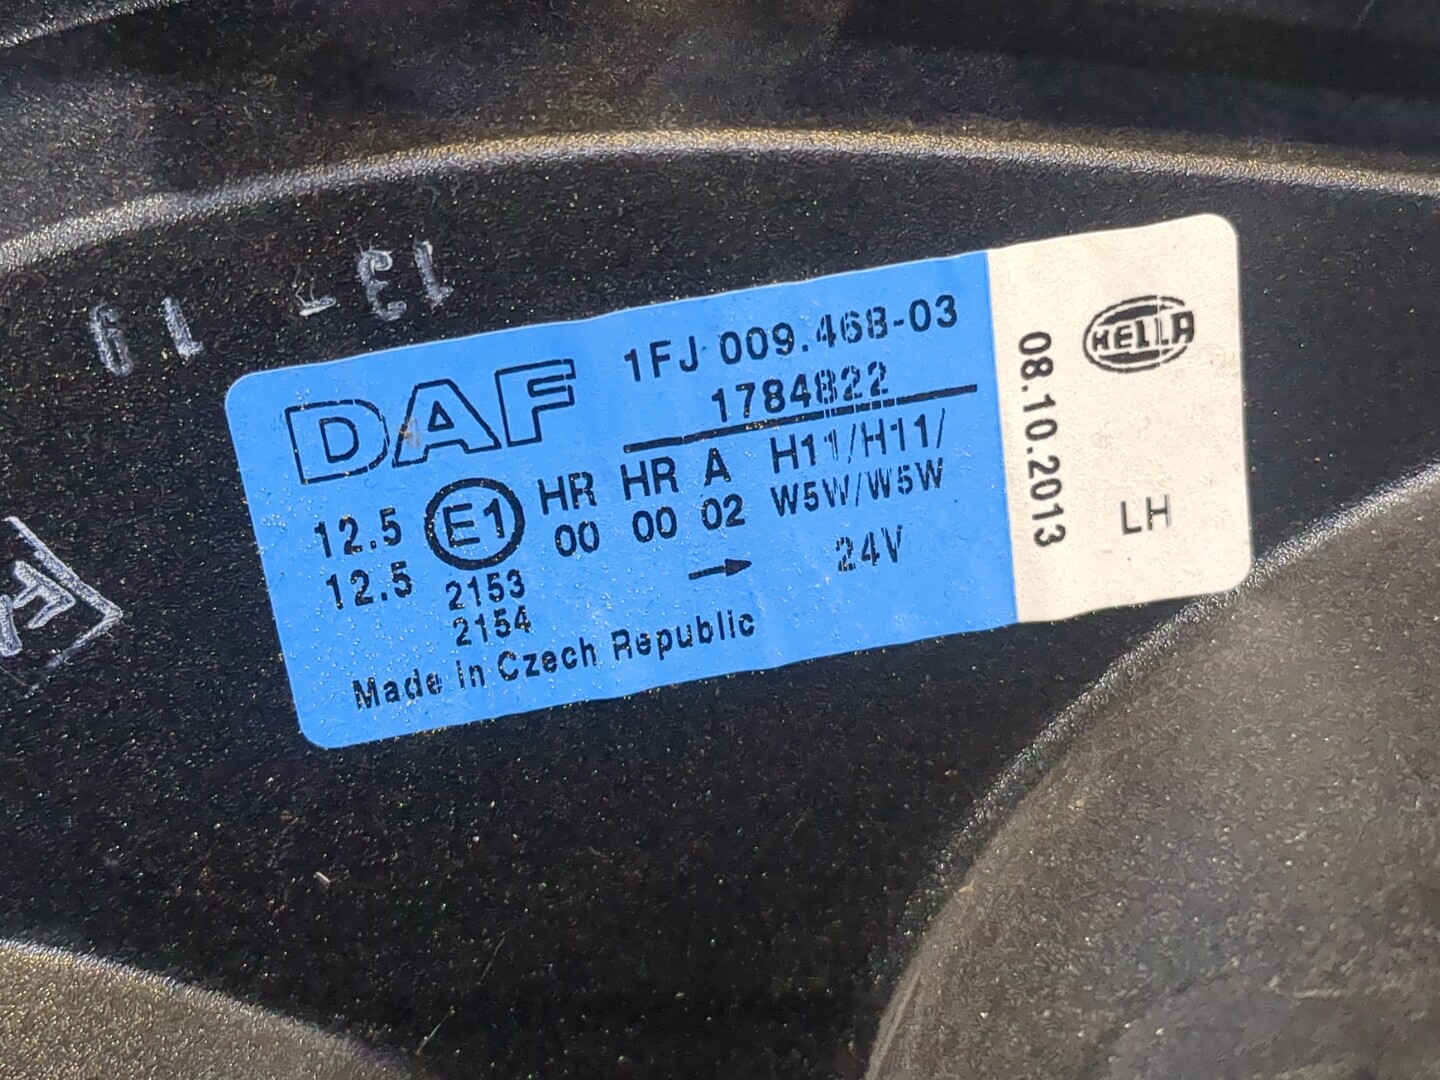 13-19
DAF
1FJ 009.468-03
1784822
12.5 E1 HR HR A H11/H11/
12.5 00 00 02 W5W/W5W
2153 → 24V
2154
Made in Czech Republic
08.10.2013
HELLA
LH